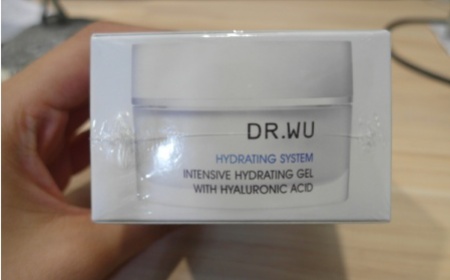 DR.WU
HYDRATING SYSTEM
INTENSIVE HYDRATING GEL
WITH HYALURONIC ACID